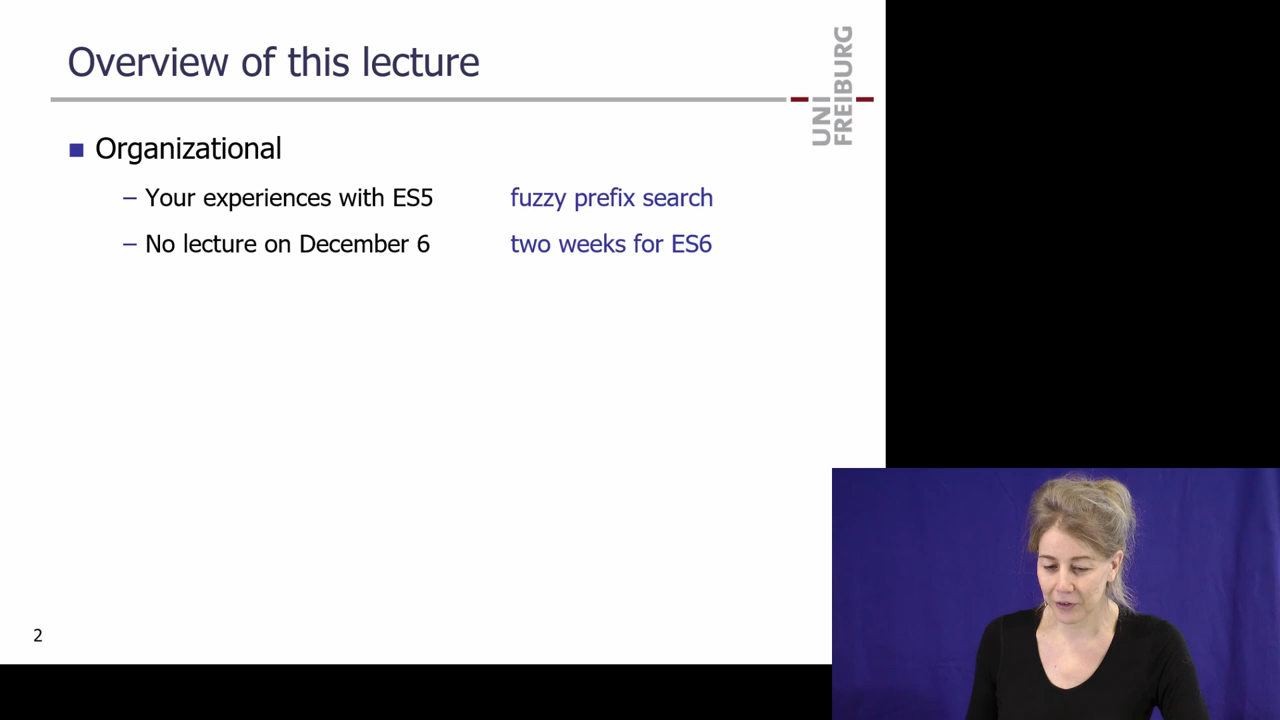 Overview of this lecture
UNI
FREIBURG
Organizational
– Your experiences with ES5 fuzzy prefix search
– No lecture on December 6 two weeks for ES6
2